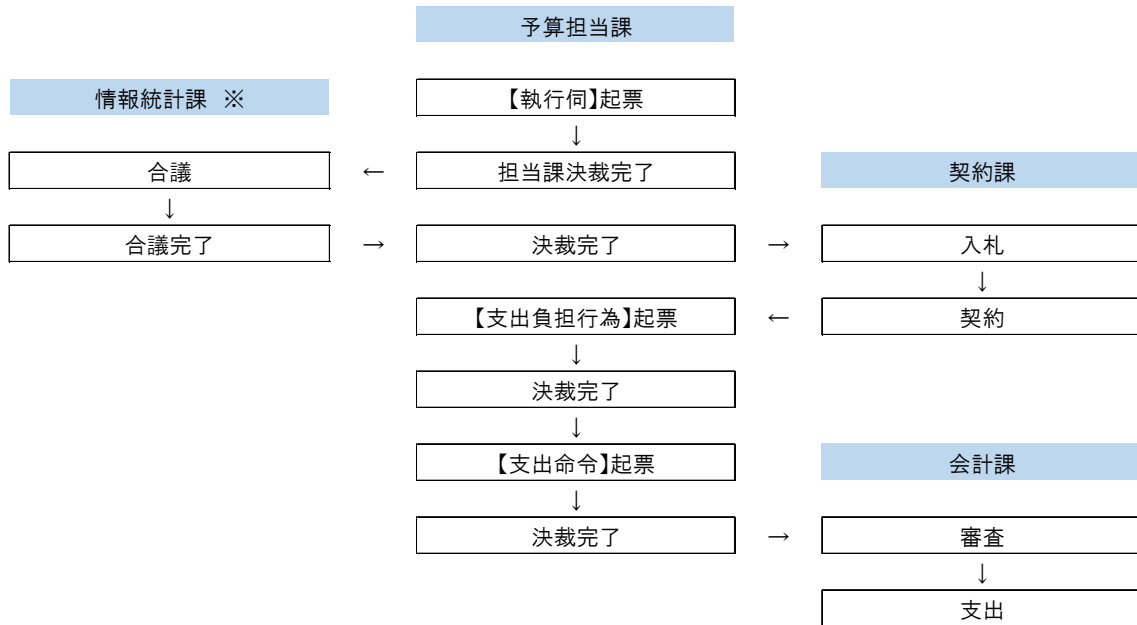 予算担当課
情報統計課 ※
【執行伺】起票
↓
合議 ← 担当課決裁完了
契約課
↓
合議完了 → 決裁完了 → 入札
↓
【支出負担行為】起票 ← 契約
↓
決裁完了
↓
【支出命令】起票
会計課
↓
決裁完了 → 審査
↓
支出